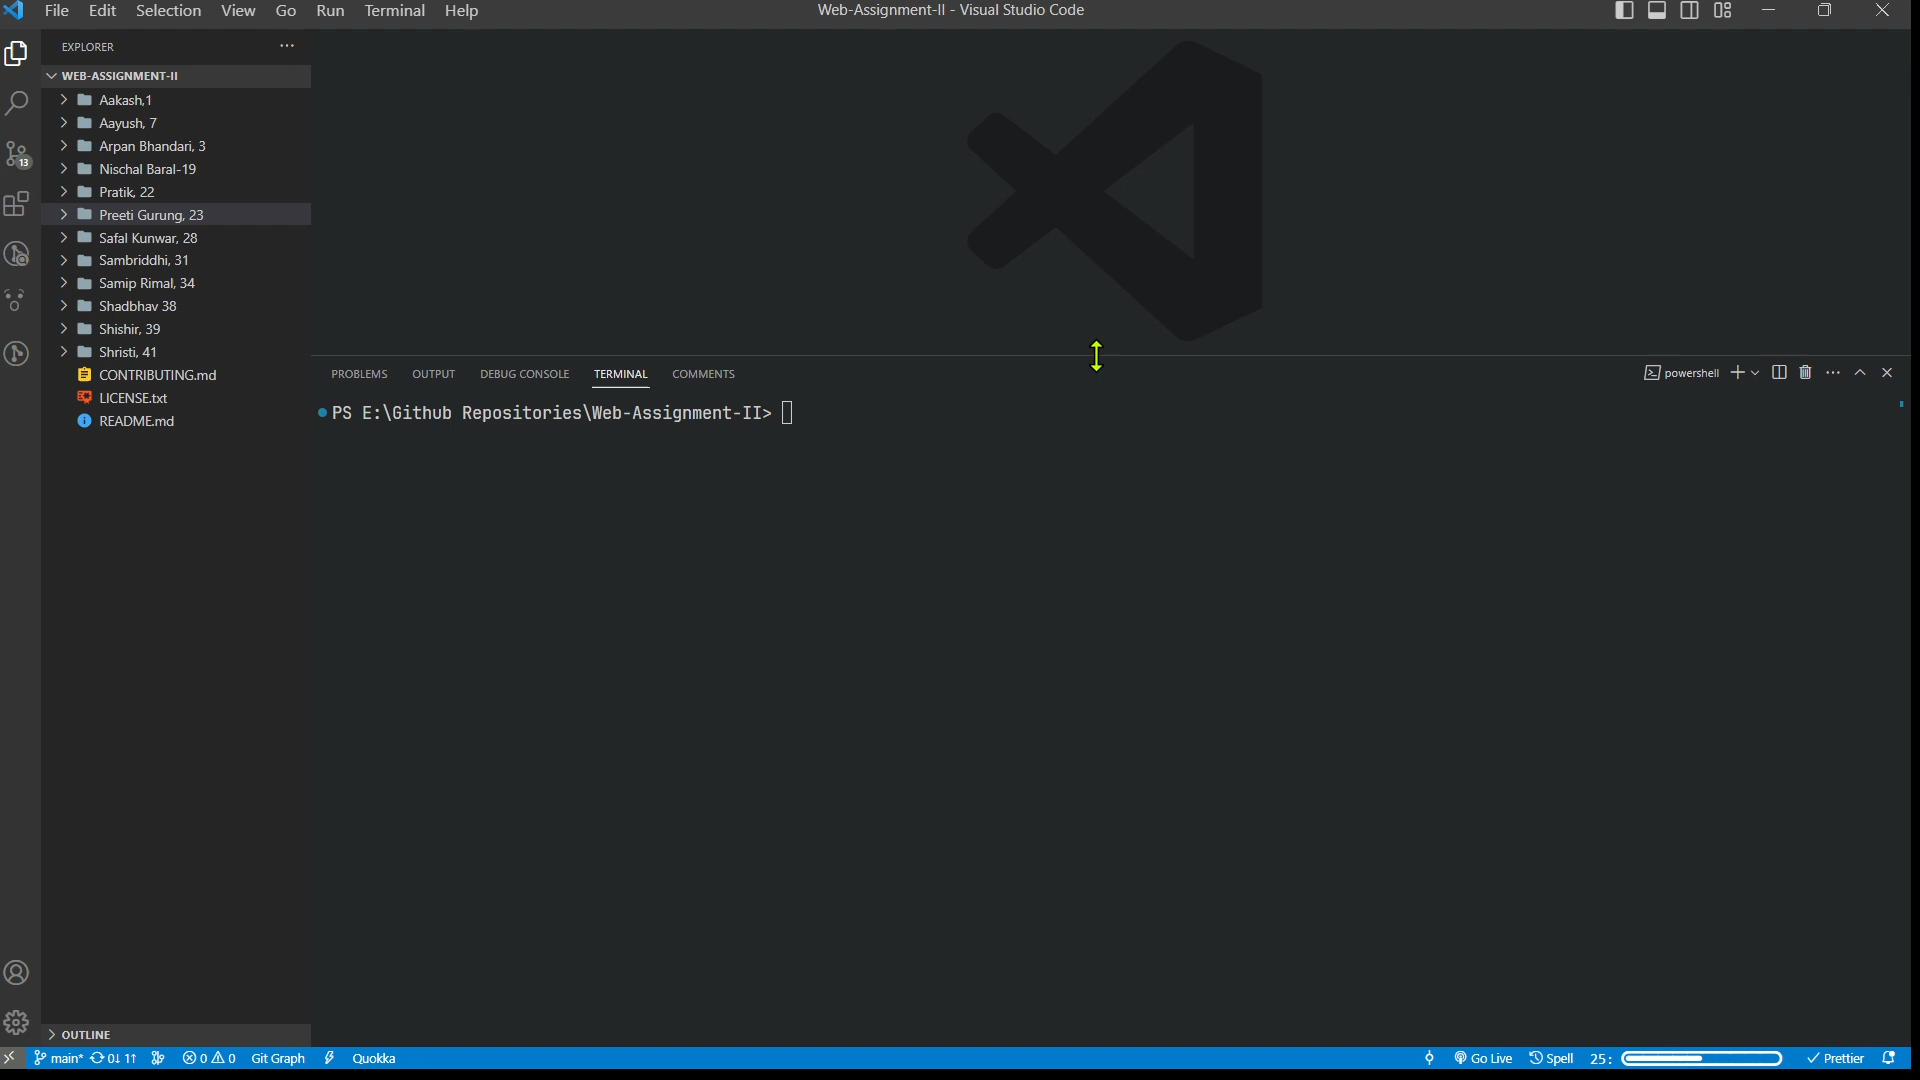 File Edit Selection View Go Run Terminal Help
Web-Assignment-II - Visual Studio Code
EXPLORER
WEB-ASSIGNMENT-II
Aakash,1
Aayush, 7
Arpan Bhandari, 3
Nischal Baral-19
Pratik, 22
Preeti Gurung, 23
Safal Kunwar, 28
Sambriddhi, 31
Samip Rimal, 34
Shadbhav 38
Shishir, 39
Shristi, 41
CONTRIBUTING.md
LICENSE.txt
README.md
OUTLINE
13
PROBLEMS OUTPUT DEBUG CONSOLE TERMINAL COMMENTS
powershell
PS E:\Github Repositories\Web-Assignment-II>
main* 0↓ 1↑ 0 0 Git Graph Quokka
Go Live Spell 25: Prettier